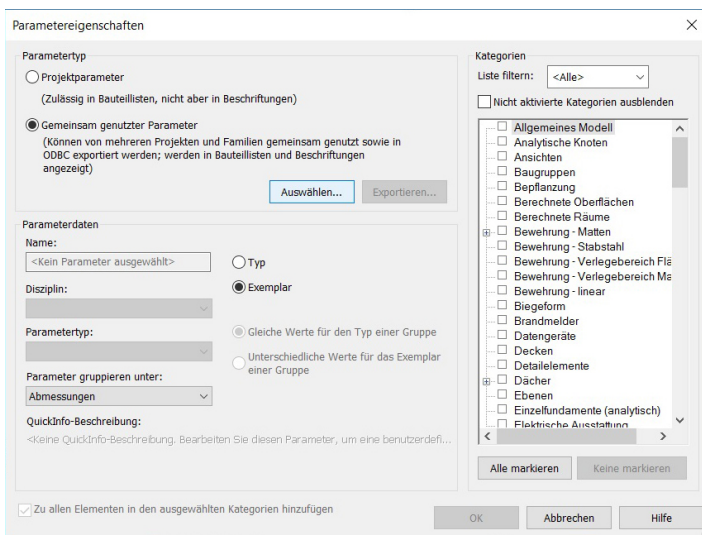 Parametereigenschaften
Parametertyp
Projektparameter
(Zulässig in Bauteillisten, nicht aber in Beschriftungen)
Gemeinsam genutzter Parameter
(Können von mehreren Projekten und Familien gemeinsam genutzt sowie in
ODBC exportiert werden; werden in Bauteillisten und Beschriftungen
angezeigt)
Auswählen...
Exportieren...
Parameterdaten
Name:
<Kein Parameter ausgewählt>
Typ
Disziplin:
Exemplar
Parametertyp:
Gleiche Werte für den Typ einer Gruppe
Unterschiedliche Werte für das Exemplar
einer Gruppe
Parameter gruppieren unter:
Abmessungen
QuickInfo-Beschreibung:
<Keine QuickInfo-Beschreibung. Bearbeiten Sie diesen Parameter, um eine benutzerdefi...
Zu allen Elementen in den ausgewählten Kategorien hinzufügen
Kategorien
Liste filtern:
<Alle>
Nicht aktivierte Kategorien ausblenden
Allgemeines Modell
Analytische Knoten
Ansichten
Baugruppen
Bepflanzung
Berechnete Oberflächen
Berechnete Räume
Bewehrung - Matten
Bewehrung - Stabstahl
Bewehrung - Verlegebereich Flä
Bewehrung - Verlegebereich Ma
Bewehrung - linear
Biegeform
Brandmelder
Datengeräte
Decken
Detailelemente
Dächer
Ebenen
Einzelfundamente (analytisch)
Elektrische Ausstattung
Alle markieren
Keine markieren
OK
Abbrechen
Hilfe